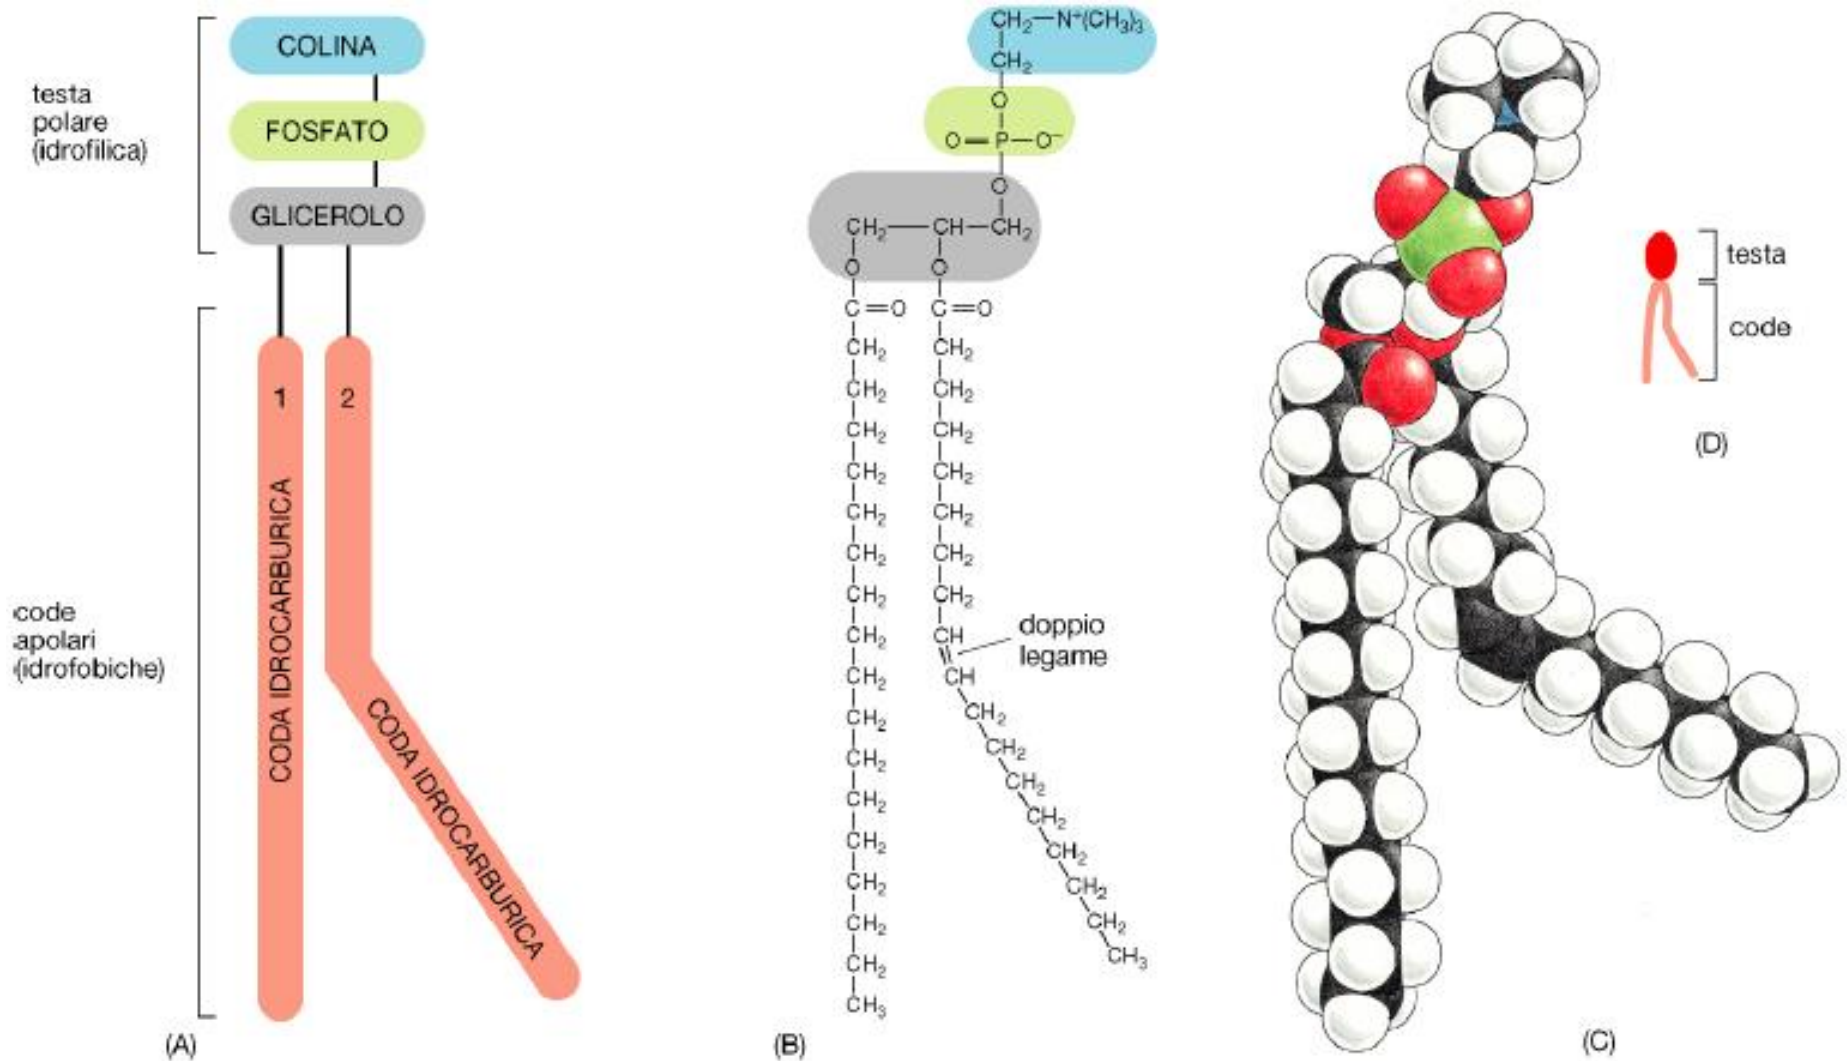 testa
polare
(idrofilica)
COLINA
FOSFATO
GLICEROLO
code
apolari
(idrofobiche)
1
CODA IDROCARBURICA
2
CODA IDROCARBURICA
(A)
CH₂—N⁺(CH₃)₃
CH₂
O
O=P—O⁻
O
CH₂—CH—CH₂
O O
C=O C=O
CH₂ CH₂
CH₂ CH₂
CH₂ CH₂
CH₂ CH₂
CH₂ CH₂
CH₂ CH₂
CH₂ CH₂
CH₂ CH
doppio
legame
CH₂ CH
CH₂ CH₂
CH₂ CH₂
CH₂ CH₂
CH₂ CH₂
CH₂ CH₂
CH₂ CH₂
CH₂ CH₂
CH₃ CH₃
(B)
testa
code
(D)
(C)